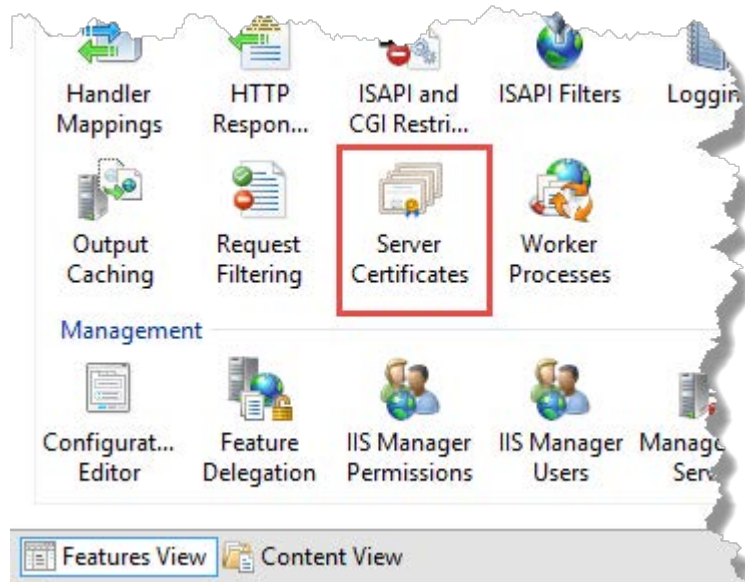 Handler
Mappings
HTTP
Respon...
ISAPI and
CGI Restri...
ISAPI Filters
Output
Caching
Request
Filtering
Server
Certificates
Worker
Processes
Management
Configurat...
Editor
Feature
Delegation
IIS Manager
Permissions
IIS Manager
Users
Features View
Content View